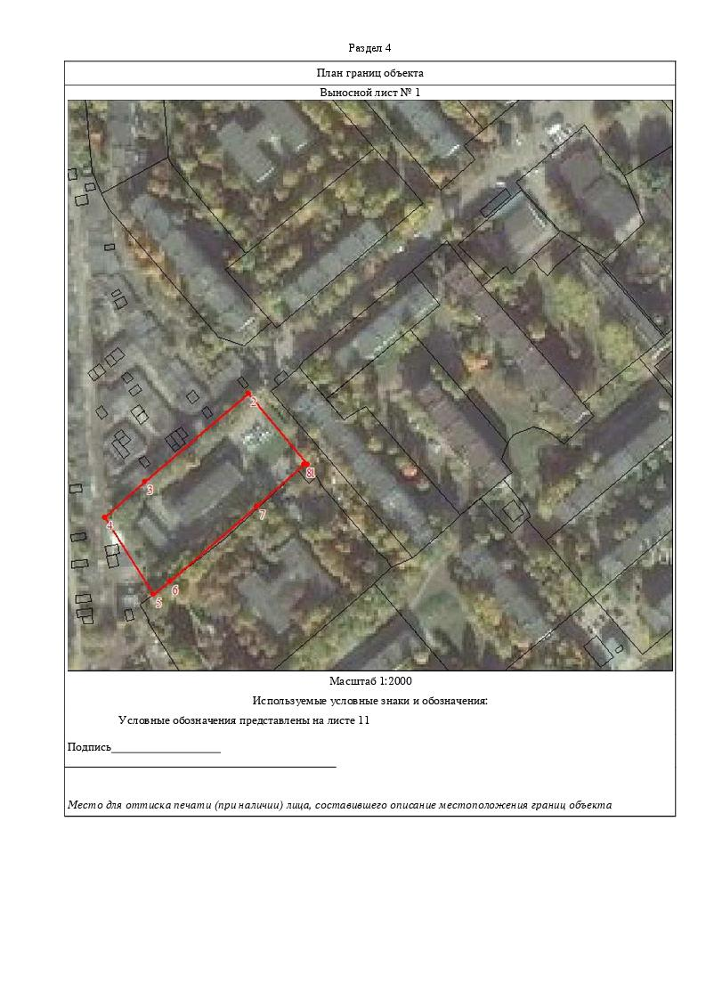 Раздел 4
План границ объекта
Выносной лист № 1
2
81
3
7
4
6
5
Масштаб 1:2000
Используемые условные знаки и обозначения:
Условные обозначения представлены на листе 11
Подпись___________________
Место для оттиска печати (при наличии) лица, составившего описание местоположения границ объекта